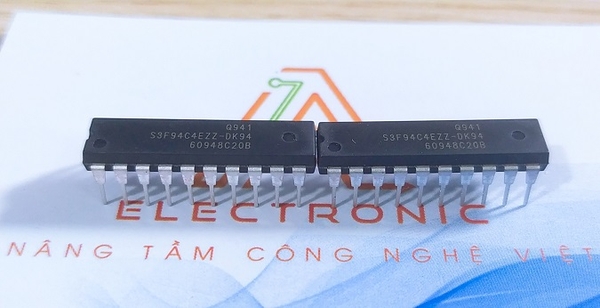 Q941
S3F94C4EZZ-DK94
60948C20B
Q941
S3F94C4EZZ-DK94
60948C20B
ELECTRONIC
NÂNG TẦM CÔNG NGHỆ VIỆT